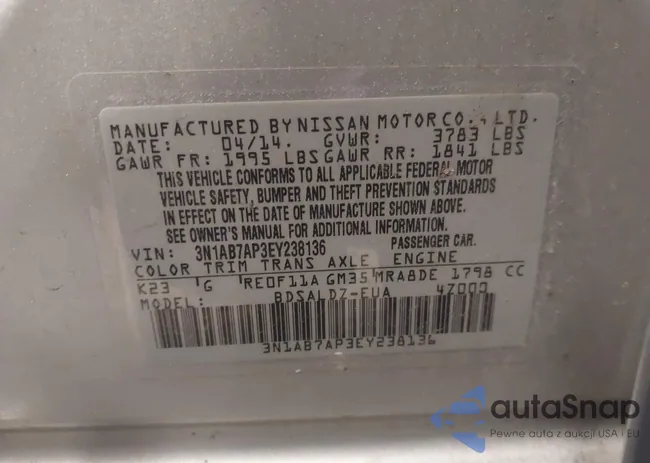 MANUFACTURED BY NISSAN MOTOR CO., LTD.
DATE: 04/14. GVWR: 3783 LBS
GAWR FR: 1995 LBS GAWR RR: 1841 LBS
THIS VEHICLE CONFORMS TO ALL APPLICABLE FEDERAL MOTOR
VEHICLE SAFETY, BUMPER AND THEFT PREVENTION STANDARDS
IN EFFECT ON THE DATE OF MANUFACTURE SHOWN ABOVE.
SEE OWNER'S MANUAL FOR ADDITIONAL INFORMATION.
VIN: 3N1AB7AP3EY238136 PASSENGER CAR.
COLOR TRIM TRANS AXLE ENGINE
K23 'G 'RE0F11A GM35 'MRA8DE 1798 CC
MODEL: BDSALDZ-EUA 4Z000
3N1AB7AP3EY238136
autaSnap
Pewne auta z aukcji USA i EU